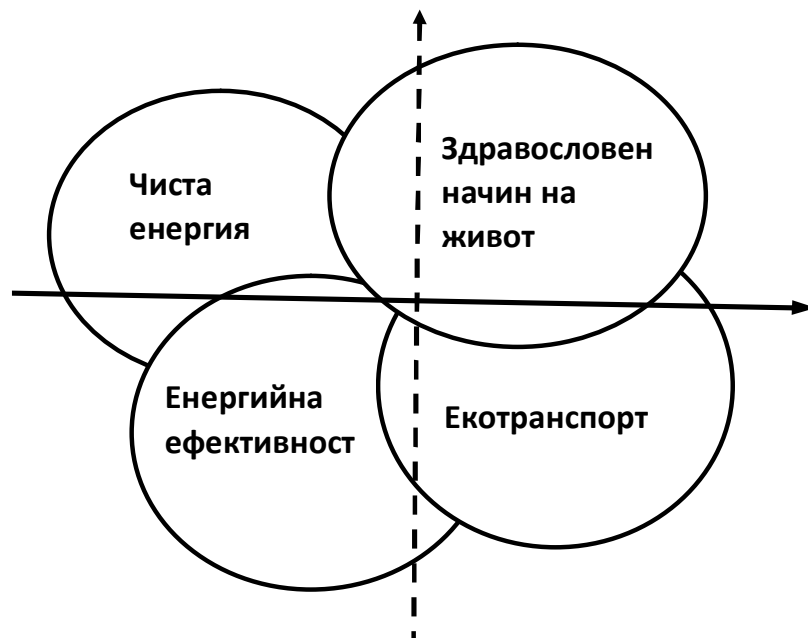 Чиста
енергия
Здравословен
начин на
живот
Енергийна
ефективност
Екотранспорт